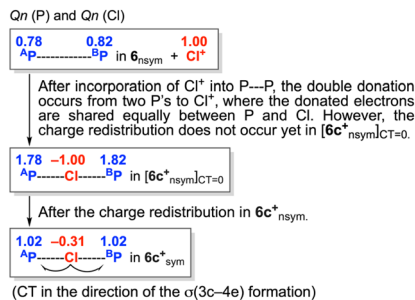 Qn (P) and Qn (Cl)
0.78 0.82 1.00
ᴬP------------ᴮP in 6nsym + Cl⁺
After incorporation of Cl⁺ into P---P, the double donation
occurs from two P's to Cl⁺, where the donated electrons
are shared equally between P and Cl. However, the
charge redistribution does not occur yet in [6c⁺nsym]CT=0.
1.78 –1.00 1.82
ᴬP------Cl------ᴮP in [6c⁺nsym]CT=0
After the charge redistribution in 6c⁺nsym.
1.02 –0.31 1.02
ᴬP------Cl------ᴮP in 6c⁺sym
(CT in the direction of the σ(3c–4e) formation)